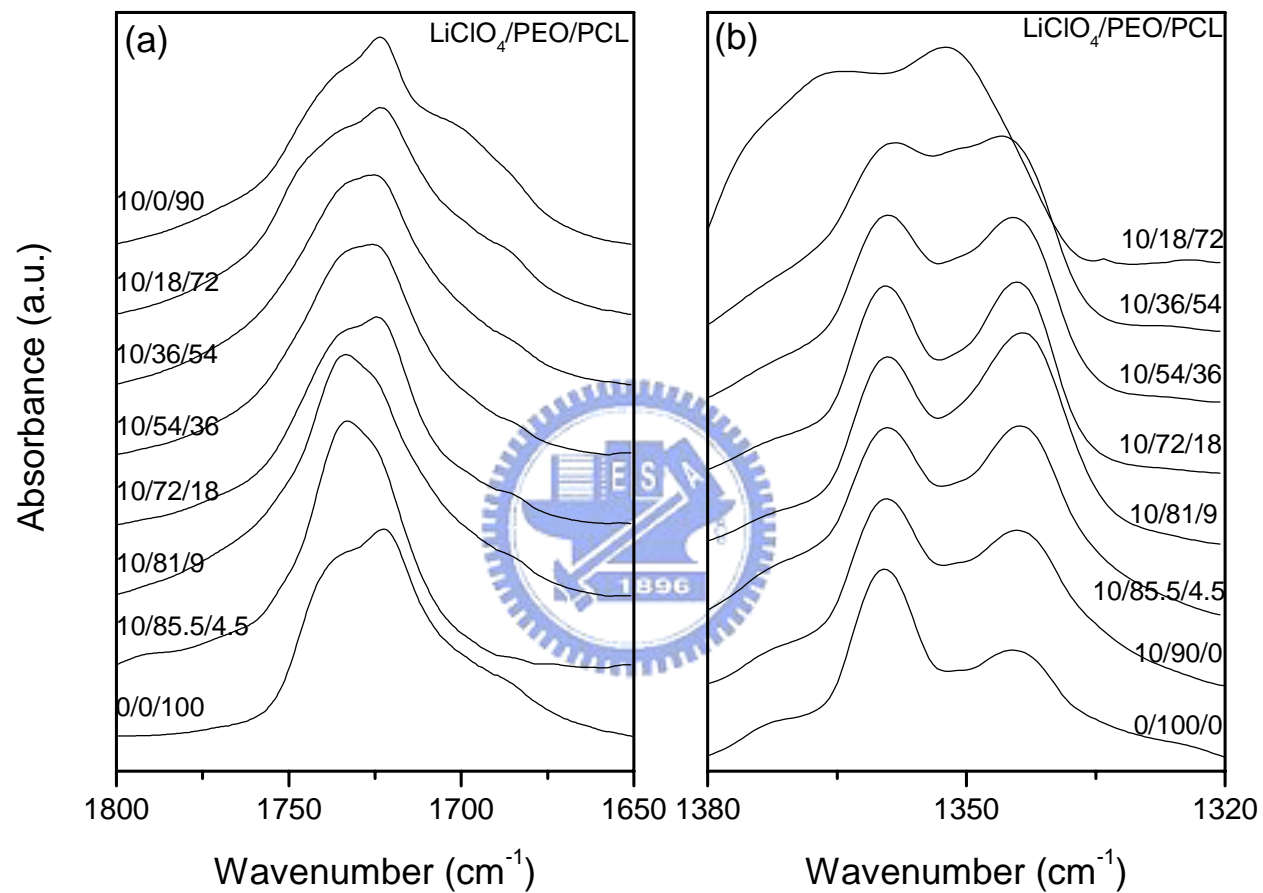 (a)
LiClO4/PEO/PCL
10/0/90
10/18/72
10/36/54
10/54/36
10/72/18
10/81/9
10/85.5/4.5
0/0/100
1800
1750
1700
1650
Wavenumber (cm-1)
Absorbance (a.u.)
(b)
LiClO4/PEO/PCL
10/18/72
10/36/54
10/54/36
10/72/18
10/81/9
10/85.5/4.5
10/90/0
0/100/0
1380
1350
1320
Wavenumber (cm-1)
E S
A
1896